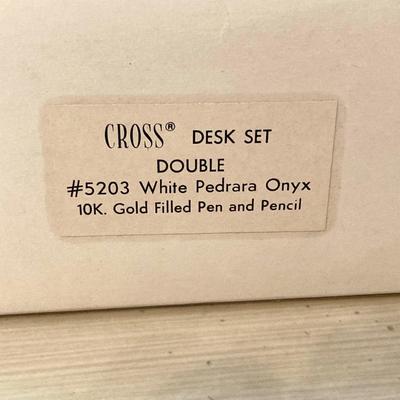 CROSS® DESK SET
DOUBLE
#5203 White Pedrara Onyx
10K. Gold Filled Pen and Pencil